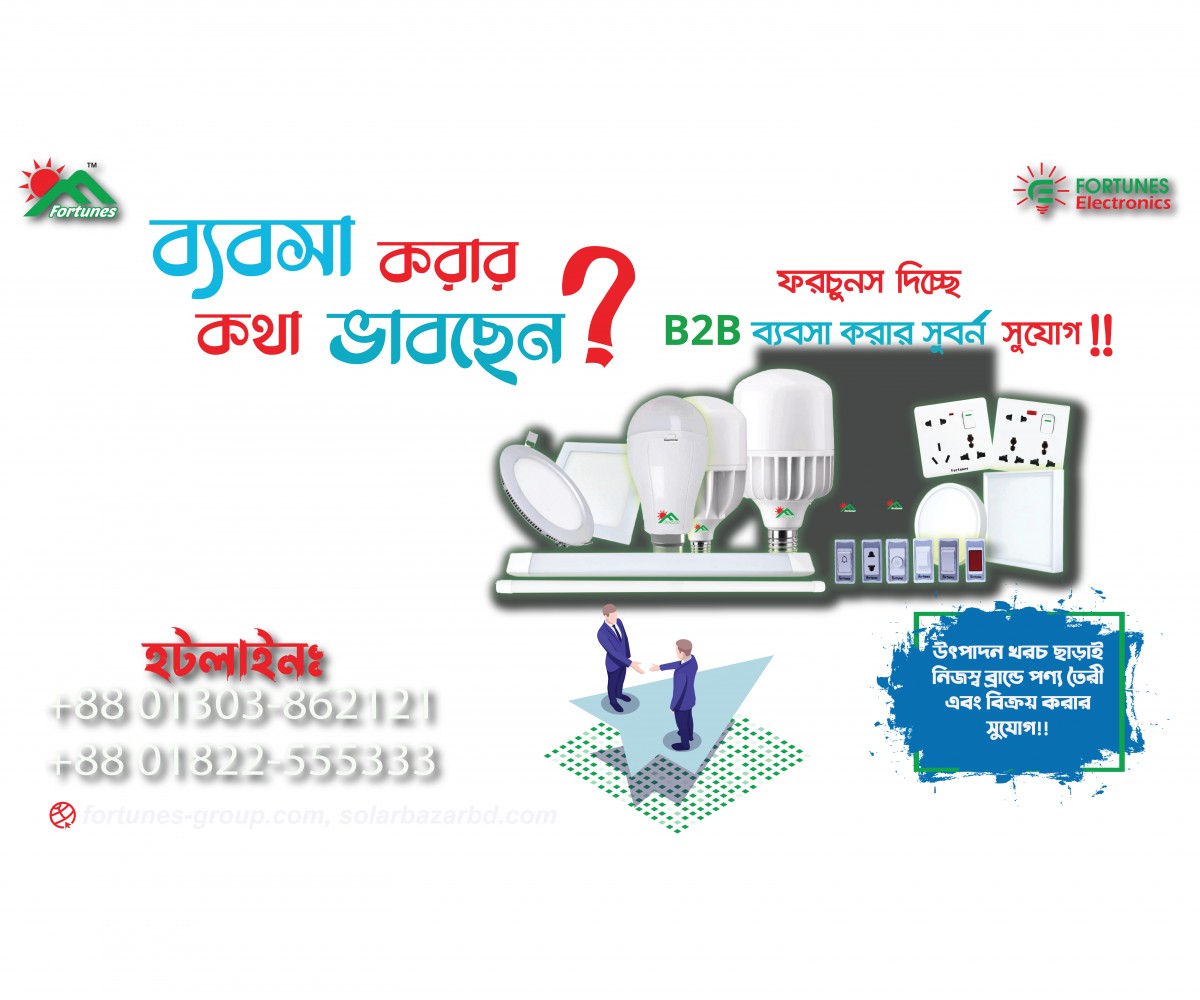 TM
Fortunes
FORTUNES
Electronics
ব্যবসা করার
কথা ভাবছেন?
ফরচুনস দিচ্ছে
B2B ব্যবসা করার সুবর্ন সুযোগ!!
উৎপাদন খরচ ছাড়াই
নিজস্ব ব্রান্ডে পণ্য তৈরী
এবং বিক্রয় করার
সুযোগ!!
হটলাইনঃ
+88 01303-862121
+88 01822-555333
fortunes-group.com, solarbazarbd.com